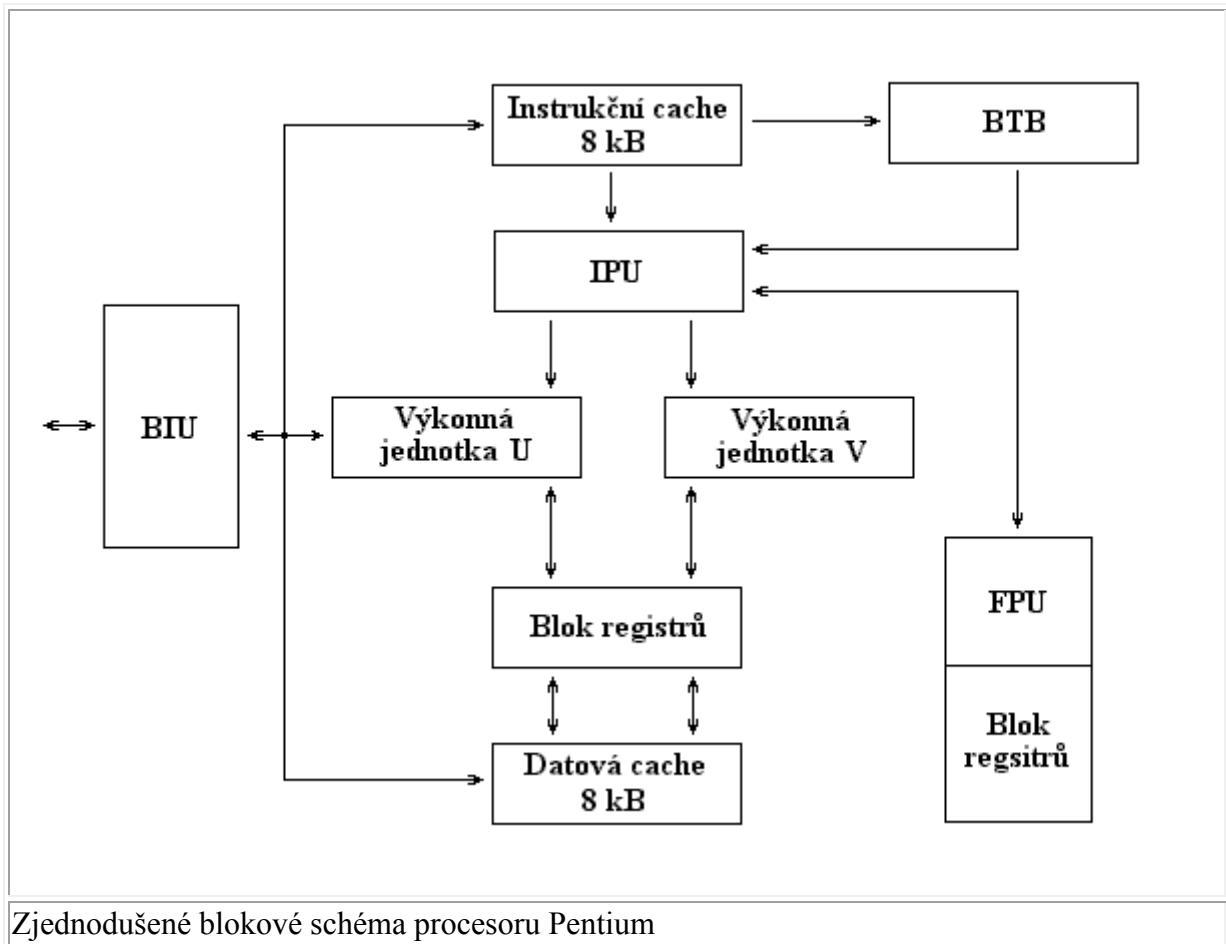 Instrukční cache
8 kB
BTB
IPU
BIU
Výkonná
jednotka U
Výkonná
jednotka V
Blok registrů
FPU
Blok
regsitrů
Datová cache
8 kB
Zjednodušené blokové schéma procesoru Pentium